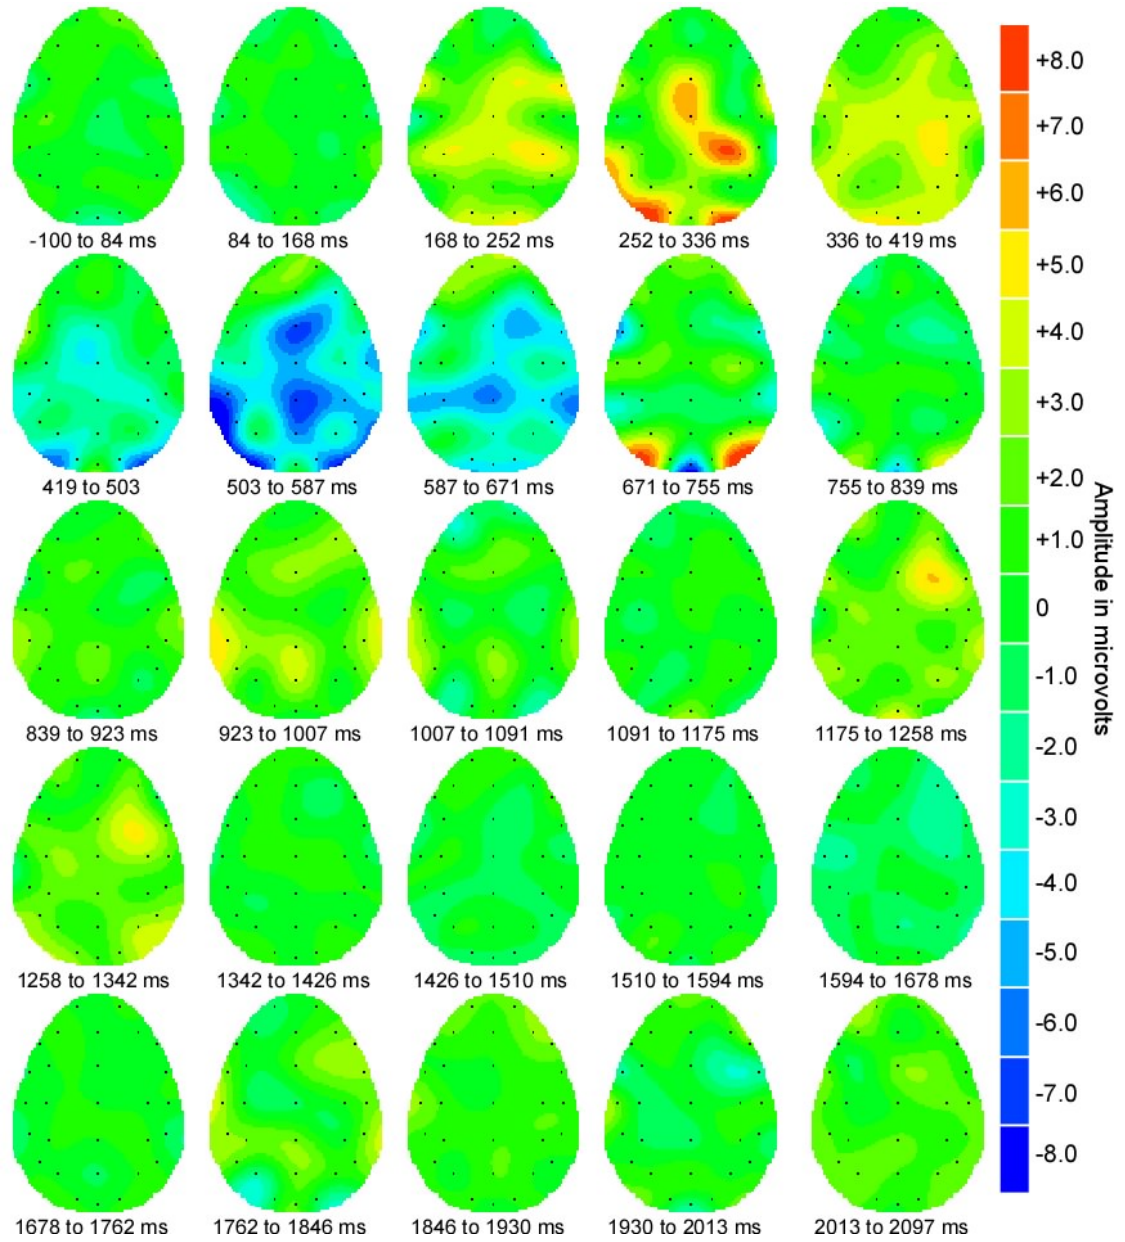 -100 to 84 ms
84 to 168 ms
168 to 252 ms
252 to 336 ms
336 to 419 ms
419 to 503
503 to 587 ms
587 to 671 ms
671 to 755 ms
755 to 839 ms
839 to 923 ms
923 to 1007 ms
1007 to 1091 ms
1091 to 1175 ms
1175 to 1258 ms
1258 to 1342 ms
1342 to 1426 ms
1426 to 1510 ms
1510 to 1594 ms
1594 to 1678 ms
1678 to 1762 ms
1762 to 1846 ms
1846 to 1930 ms
1930 to 2013 ms
2013 to 2097 ms
+8.0
+7.0
+6.0
+5.0
+4.0
+3.0
+2.0
+1.0
0
-1.0
-2.0
-3.0
-4.0
-5.0
-6.0
-7.0
-8.0
Amplitude in microvolts